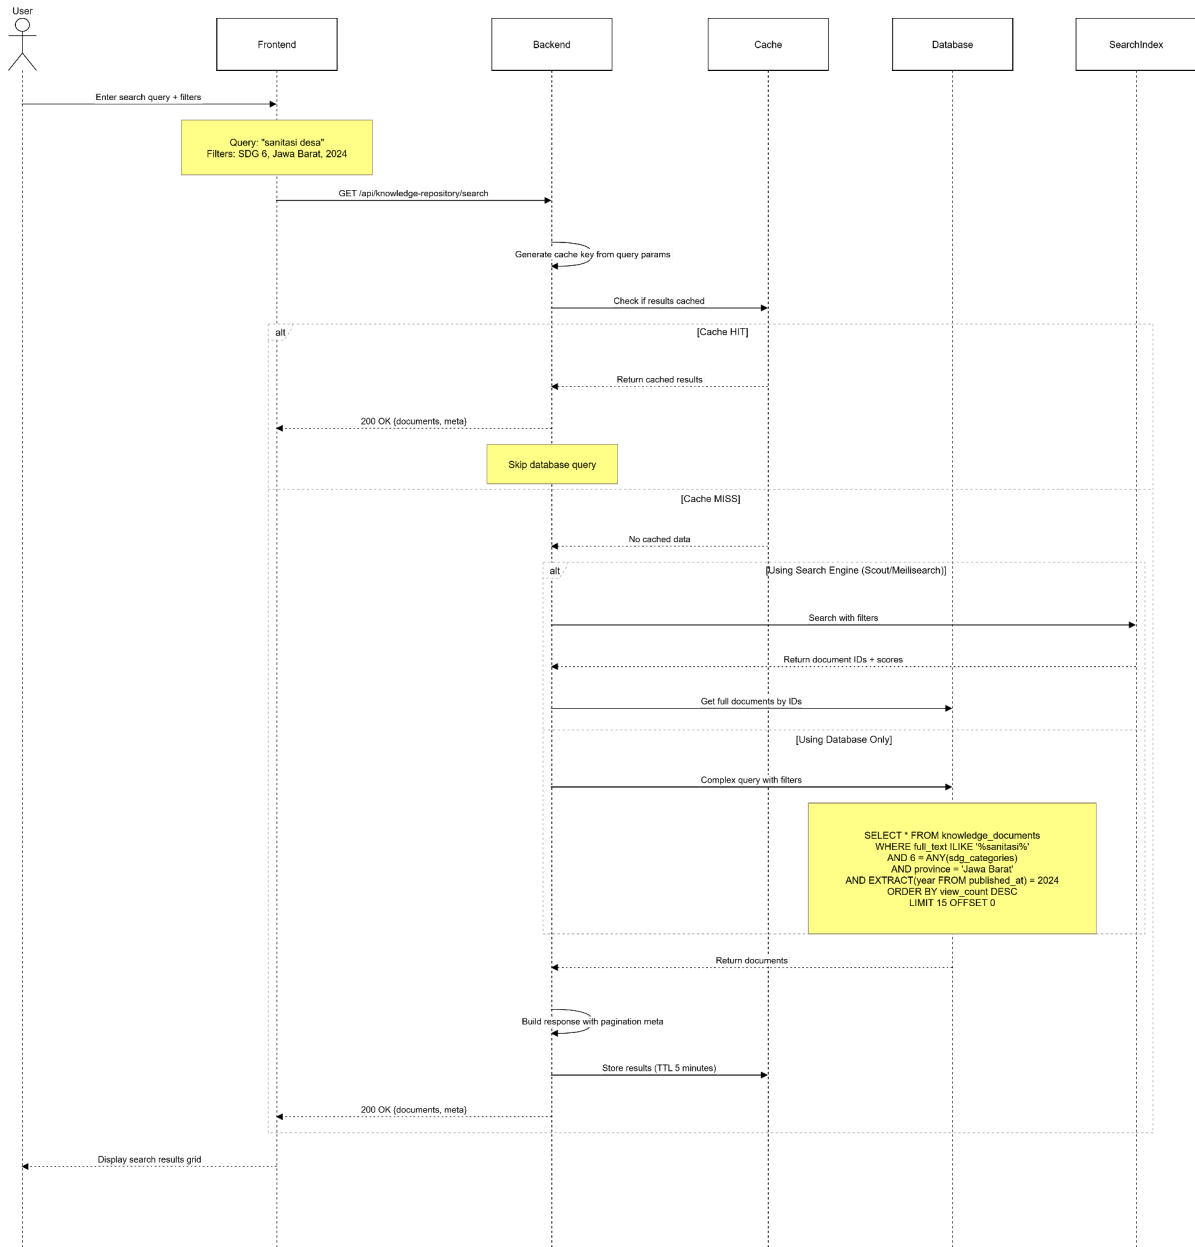 User
Frontend
Backend
Cache
Database
SearchIndex
Enter search query + filters
Query: "sanitasi desa"
Filters: SDG 6, Jawa Barat, 2024
GET /api/knowledge-repository/search
Generate cache key from query params
Check if results cached
alt
[Cache HIT]
Return cached results
200 OK {documents, meta}
Skip database query
[Cache MISS]
No cached data
alt
[Using Search Engine (Scout/Meilisearch)]
Search with filters
Return document IDs + scores
Get full documents by IDs
[Using Database Only]
Complex query with filters
SELECT * FROM knowledge_documents
WHERE full_text ILIKE '%sanitasi%'
AND 6 = ANY(sdg_categories)
AND province = 'Jawa Barat'
AND EXTRACT(year FROM published_at) = 2024
ORDER BY view_count DESC
LIMIT 15 OFFSET 0
Return documents
Build response with pagination meta
Store results (TTL 5 minutes)
200 OK {documents, meta}
Display search results grid